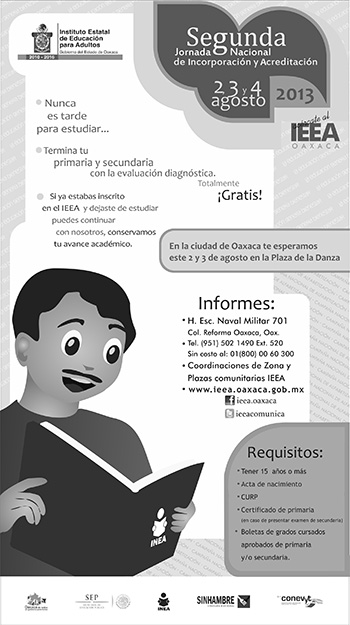 Instituto Estatal
de Educación
para Adultos
Gobierno del Estado de Oaxaca
2010 - 2016
Segunda
Jornada Nacional
de Incorporación y Acreditación
2 3 y 4
agosto
2013
IEEA
OAXACA
Nunca
es tarde
para estudiar...
Termina tu
primaria y secundaria
con la evaluación diagnóstica.
Totalmente
¡Gratis!
Si ya estabas inscrito
en el IEEA y dejaste de estudiar
puedes continuar
con nosotros, conservamos
tu avance académico.
En la ciudad de Oaxaca te esperamos
este 2 y 3 de agosto en la Plaza de la Danza
Informes:
• H. Esc. Naval Militar 701
Col. Reforma Oaxaca, Oax.
• Tel. (951) 502 1490 Ext. 520
Sin costo al: 01(800) 00 60 300
• Coordinaciones de Zona y
Plazas comunitarias IEEA
• www.ieea.oaxaca.gob.mx
ieea.oaxaca
ieeacomunica
INEA
Requisitos:
• Tener 15 años o más
• Acta de nacimiento
• CURP
• Certificado de primaria
(en caso de presentar examen de secundaria)
• Boletas de grados cursados
aprobados de primaria
y/o secundaria.
SEP
INEA
SINHAMBRE
conevyt